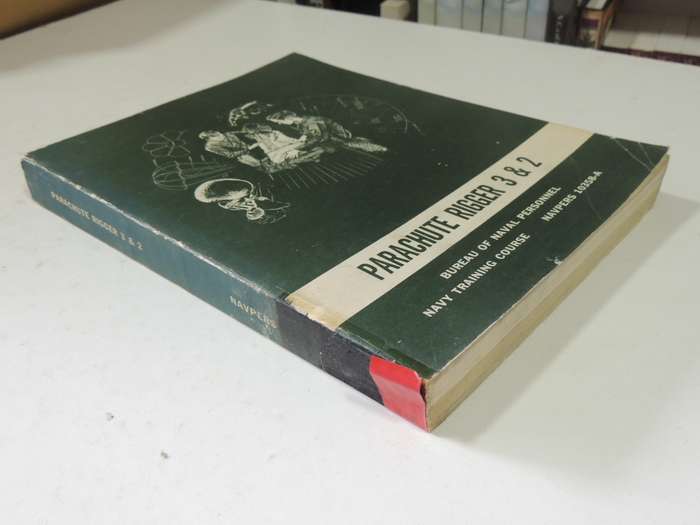 PARACHUTE RIGGER 3 & 2
BUREAU OF NAVAL PERSONNEL
NAVY TRAINING COURSE NAVPERS 10358-A
PARACHUTE RIGGER 3 & 2
NAVPERS